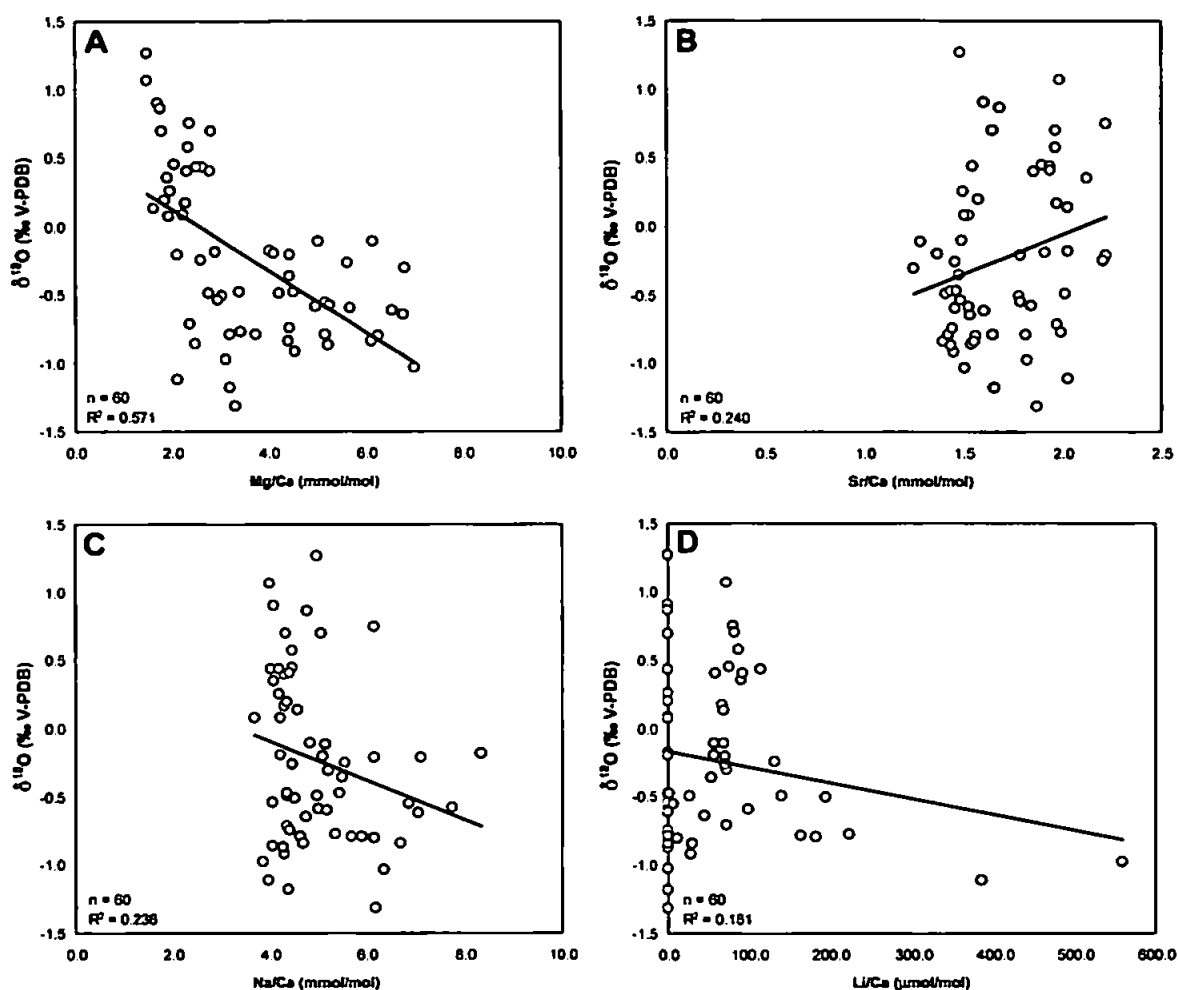 A
1.5
1.0
0.5
0.0
-0.5
-1.0
-1.5
δ¹⁸O (‰ V-PDB)
n = 60
R² = 0.571
0.0 2.0 4.0 6.0 8.0 10.0
Mg/Ca (mmol/mol)
B
1.5
1.0
0.5
0.0
-0.5
-1.0
-1.5
δ¹⁸O (‰ V-PDB)
n = 60
R² = 0.240
0.0 0.5 1.0 1.5 2.0 2.5
Sr/Ca (mmol/mol)
C
1.5
1.0
0.5
0.0
-0.5
-1.0
-1.5
δ¹⁸O (‰ V-PDB)
n = 60
R² = 0.236
0.0 2.0 4.0 6.0 8.0 10.0
Na/Ca (mmol/mol)
D
1.5
1.0
0.5
0.0
-0.5
-1.0
-1.5
δ¹⁸O (‰ V-PDB)
n = 60
R² = 0.181
0.0 100.0 200.0 300.0 400.0 500.0 600.0
Li/Ca (µmol/mol)